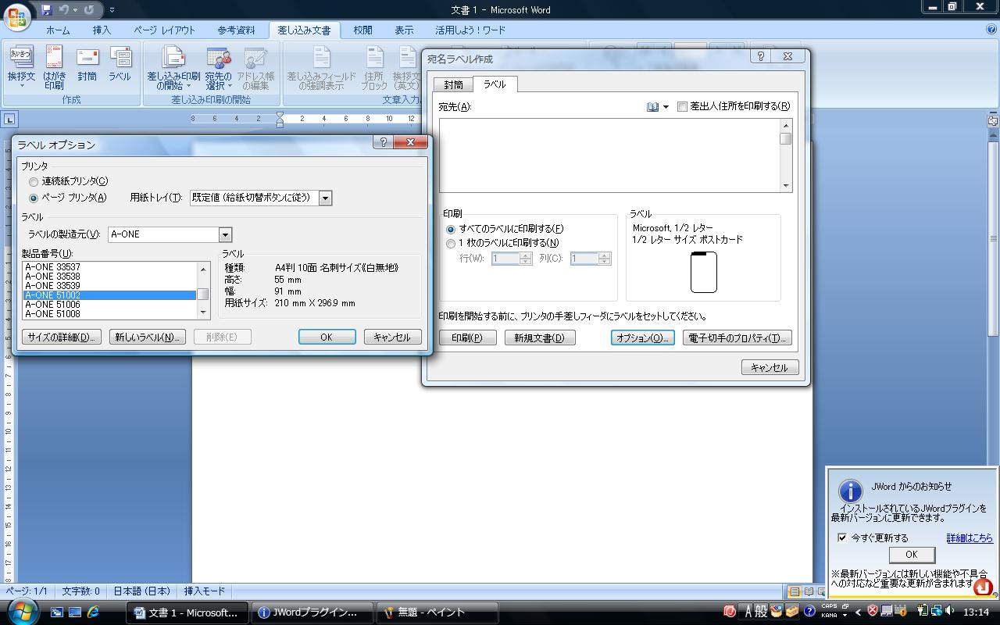 文書 1 - Microsoft Word
ホーム 挿入 ページ レイアウト 参考資料 差し込み文書 校閲 表示 活用しよう！ワード
あいさつ
挨拶文 はがき印刷 封筒 ラベル
作成
差し込み印刷の開始 宛先の選択 アドレス帳の編集
差し込み印刷の開始
差し込みフィールドの強調表示 住所ブロック 挨拶文(英文)
文章入力
8 6 4 2 2 4 6 8 10 12
宛名ラベル作成
封筒 ラベル
宛先(A):
差出人住所を印刷する(R)
印刷
すべてのラベルに印刷する(F)
1 枚のラベルに印刷する(N)
行(W): 1 列(C): 1
ラベル
Microsoft, 1/2 レター
1/2 レター サイズ ポストカード
印刷を開始する前に、プリンタの手差しフィーダにラベルをセットしてください。
印刷(P) 新規文書(D) オプション(O)... 電子切手のプロパティ(T)...
キャンセル
ラベル オプション
プリンタ
連続紙プリンタ(C)
ページ プリンタ(A) 用紙トレイ(T): 既定値 (給紙切替ボタンに従う)
ラベル
ラベルの製造元(V): A-ONE
製品番号(U):
A-ONE 33537
A-ONE 33538
A-ONE 33539
A-ONE 51002
A-ONE 51006
A-ONE 51008
ラベル
種類: A4判 10面 名刺サイズ《白無地》
高さ: 55 mm
幅: 91 mm
用紙サイズ: 210 mm X 296.9 mm
サイズの詳細(D)... 新しいラベル(N)... 削除(E) OK キャンセル
JWord からのお知らせ
インストールされているJWordプラグインを
最新バージョンに更新できます。
今すぐ更新する 詳細はこちら
OK
※最新バージョンには新しい機能や不具合
への対応など重要な更新が含まれます
ページ: 1/1 文字数: 0 日本語 (日本) 挿入モード
文書 1 - Microsoft... JWordプラグイン... 無題 - ペイント
A 般 CAPS KANA 13:14